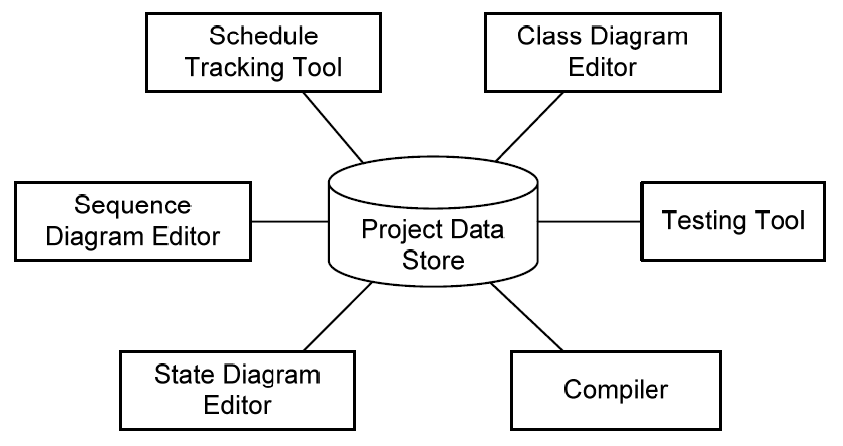 Schedule
Tracking Tool
Class Diagram
Editor
Sequence
Diagram Editor
Project Data
Store
Testing Tool
State Diagram
Editor
Compiler